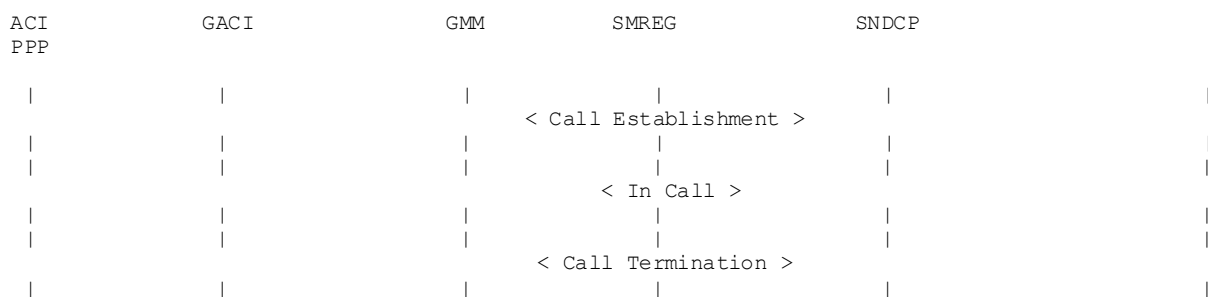 ACI GACI GMM SMREG SNDCP
PPP
| | | | | |
< Call Establishment >
| | | | | |
| | | | | |
< In Call >
| | | | | |
| | | | | |
< Call Termination >
| | | | | |